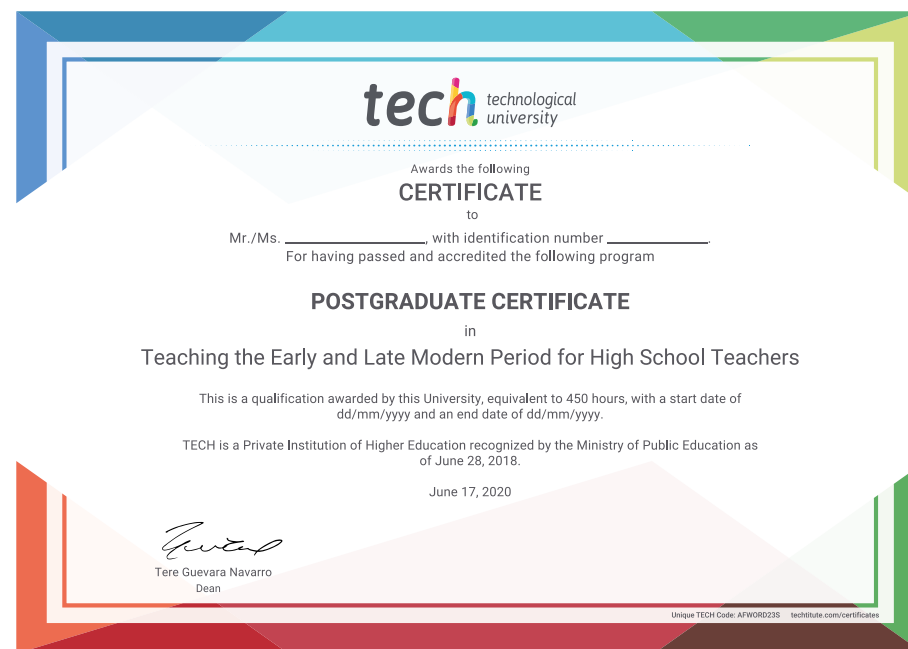 tech technological
university
Awards the following
CERTIFICATE
to
Mr./Ms. ____________________, with identification number ______________.
For having passed and accredited the following program
POSTGRADUATE CERTIFICATE
in
Teaching the Early and Late Modern Period for High School Teachers
This is a qualification awarded by this University, equivalent to 450 hours, with a start date of
dd/mm/yyyy and an end date of dd/mm/yyyy.
TECH is a Private Institution of Higher Education recognized by the Ministry of Public Education as
of June 28, 2018.
June 17, 2020
Tere Guevara Navarro
Dean
Unique TECH Code: AFWORD23S techtitute.com/certificates